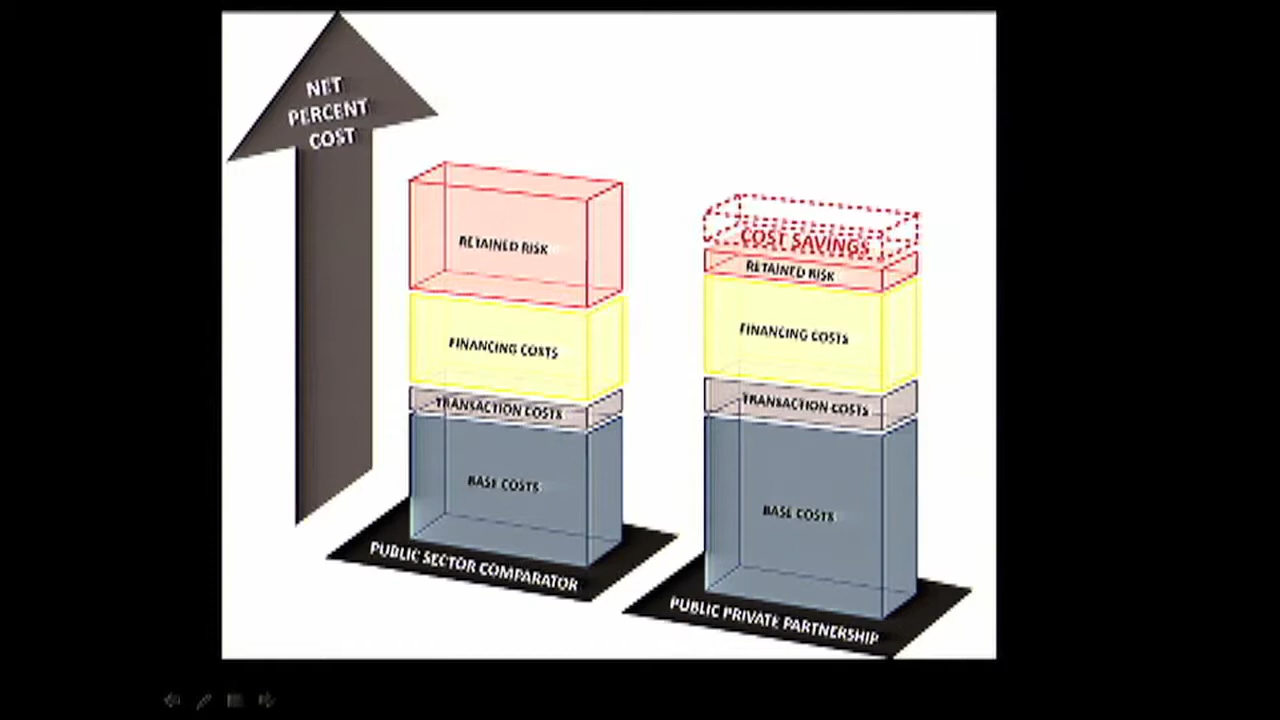 NET
PERCENT
COST
RETAINED RISK
FINANCING COSTS
TRANSACTION COSTS
BASE COSTS
PUBLIC SECTOR COMPARATOR
COST SAVINGS
RETAINED RISK
FINANCING COSTS
TRANSACTION COSTS
BASE COSTS
PUBLIC PRIVATE PARTNERSHIP